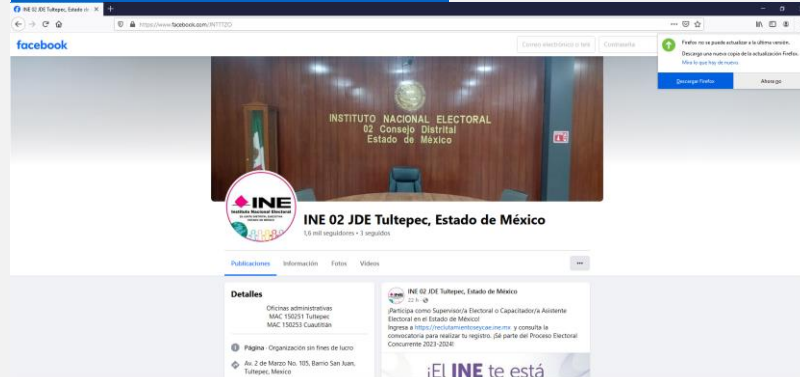 INE 02 JDE Tultepec, Estado de
https://www.facebook.com/JNE
facebook
Correo electrónico o telé
Contraseña
Firefox no se puede actualizar a la última versión.
Descarga una nueva copia de la actualización Firefox.
Mira lo que hay de nuevo.
Descargar Firefox
Ahora no
INSTITUTO NACIONAL ELECTORAL
02 Consejo Distrital
Estado de México
INE
Instituto Nacional Electoral
INE 02 JDE Tultepec, Estado de México
1,6 mil seguidores • 3 seguidos
Publicaciones Información Fotos Videos
Detalles
Oficinas administrativas
MAC 150251 Tultepec
MAC 150253 Cuautitlán
Página · Organización sin fines de lucro
Av. 2 de Marzo No. 105, Barrio San Juan,
Tultepec, Mexico
INE 02 JDE Tultepec, Estado de México
22 h
¡Participa como Supervisor/a Electoral o Capacitador/a Asistente
Electoral en el Estado de México!
Ingresa a https://reclutamientoseycae.ine.mx y consulta la
convocatoria para realizar tu registro. ¡Sé parte del Proceso Electoral
Concurrente 2023-2024!
¡El INE te está